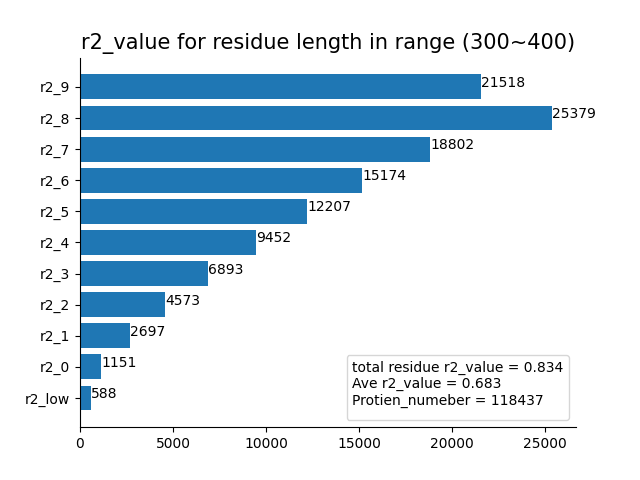 r2_value for residue length in range (300~400)
r2_9 21518
r2_8 25379
r2_7 18802
r2_6 15174
r2_5 12207
r2_4 9452
r2_3 6893
r2_2 4573
r2_1 2697
r2_0 1151
r2_low 588
total residue r2_value = 0.834
Ave r2_value = 0.683
Protien_numeber = 118437
0 5000 10000 15000 20000 25000